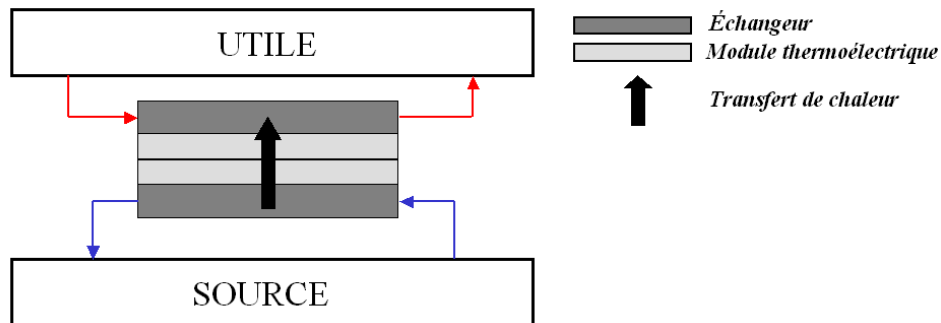 UTILE
Échangeur
Module thermoélectrique
Transfert de chaleur
SOURCE